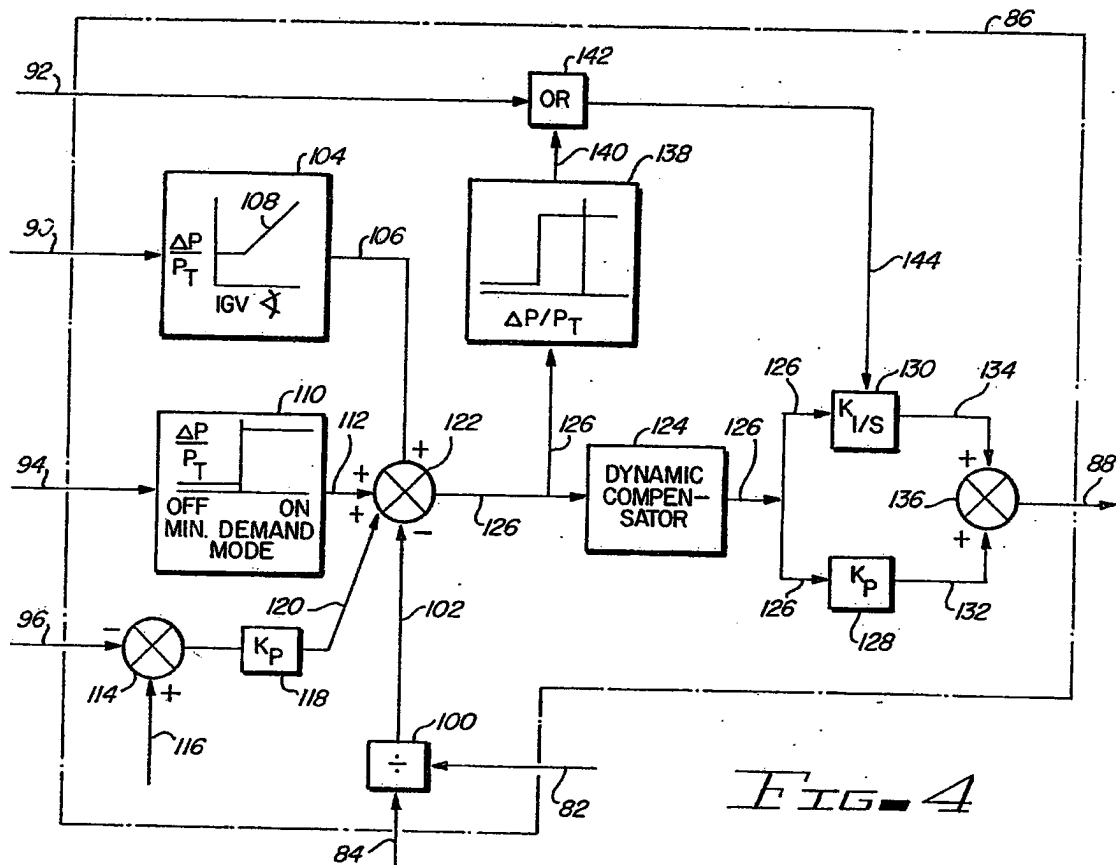 86
142
92
OR
140
138
104
108
90
ΔP
P_T
106
IGV ∢
144
ΔP/P_T
126
130
134
110
112
122
124
126
K_I/S
ΔP
P_T
+
+
88
94
+
126
DYNAMIC
COMPEN-
SATOR
136
OFF ON
MIN. DEMAND
MODE
+
−
126
+
120
102
126
K_P
132
96
−
K_P
128
114
+
118
100
116
÷
82
84
FIG-4